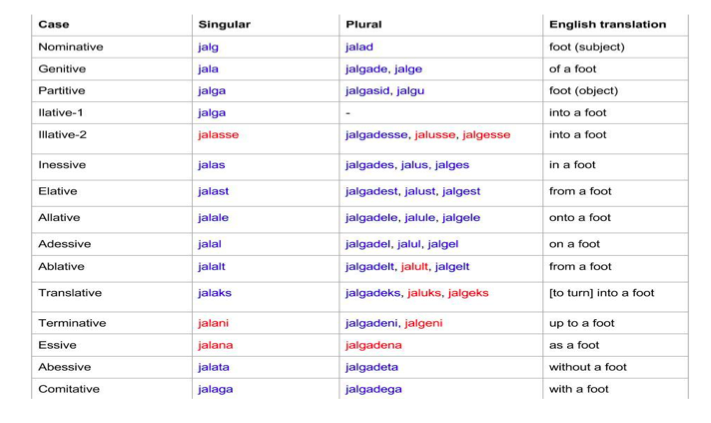 Case Singular Plural English translation
Nominative jalg jalad foot (subject)
Genitive jala jalgade, jalge of a foot
Partitive jalga jalgasid, jalgu foot (object)
Ilative-1 jalga - into a foot
Illative-2 jalasse jalgadesse, jalusse, jalgesse into a foot
Inessive jalas jalgades, jalus, jalges in a foot
Elative jalast jalgadest, jalust, jalgest from a foot
Allative jalale jalgadele, jalule, jalgele onto a foot
Adessive jalal jalgadel, jalul, jalgel on a foot
Ablative jalalt jalgadelt, jalult, jalgelt from a foot
Translative jalaks jalgadeks, jaluks, jalgeks [to turn] into a foot
Terminative jalani jalgadeni, jalgeni up to a foot
Essive jalana jalgadena as a foot
Abessive jalata jalgadeta without a foot
Comitative jalaga jalgadega with a foot